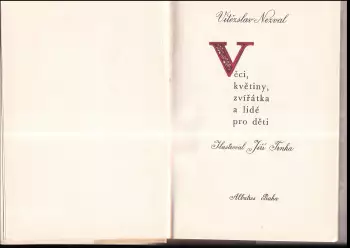 Vítězslav Nezval
Věci,
květiny,
zvířátka
a lidé
pro děti
Ilustroval Jiří Trnka
Albatros Praha